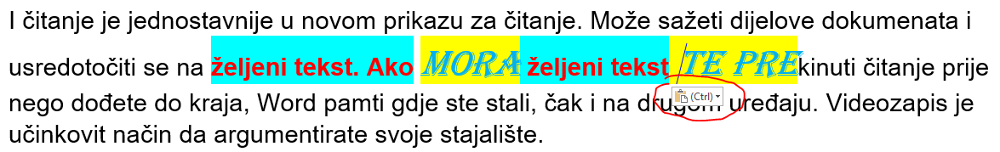 I čitanje je jednostavnije u novom prikazu za čitanje. Može sažeti dijelove dokumenata i
usredotočiti se na željeni tekst. Ako MORA željeni tekst TE PREkinuti čitanje prije
nego dođete do kraja, Word pamti gdje ste stali, čak i na drugom uređaju. Videozapis je
(Ctrl)
učinkovit način da argumentirate svoje stajalište.